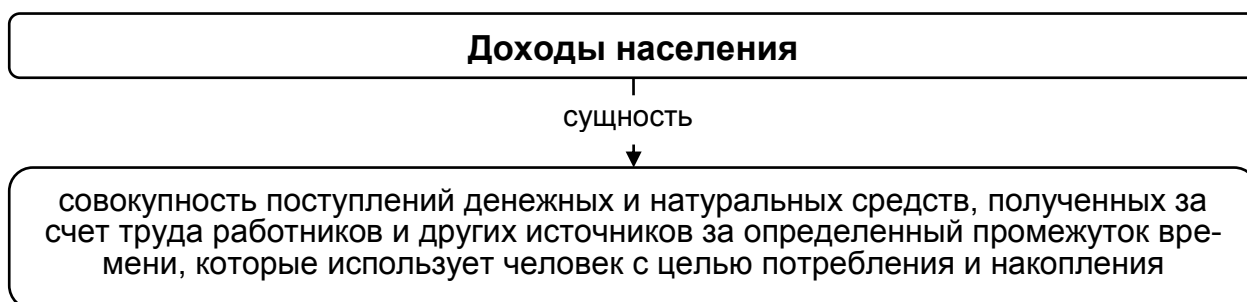 Доходы населения
сущность
совокупность поступлений денежных и натуральных средств, полученных за
счет труда работников и других источников за определенный промежуток вре-
мени, которые использует человек с целью потребления и накопления